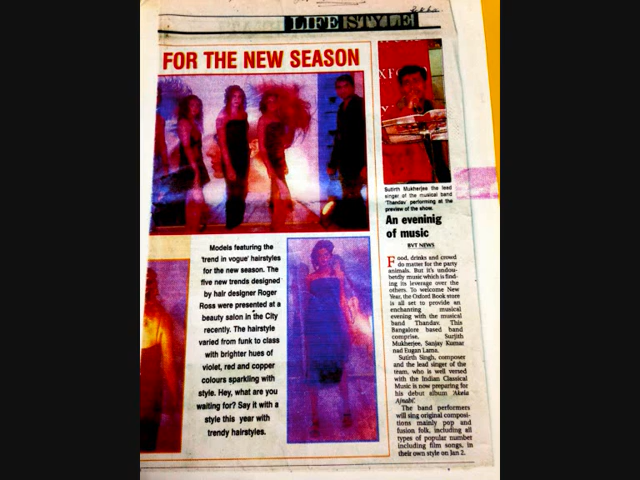 LIFE STYLE
FOR THE NEW SEASON
Models featuring the
'trend in vogue' hairstyles
for the new season. The
five new trends designed
by hair designer Roger
Ross were presented at a
beauty salon in the City
recently. The hairstyle
varied from funk to class
with brighter hues of
violet, red and copper
colours sparkling with
style. Hey, what are you
waiting for? Say it with a
style this year with
trendy hairstyles.
XFO
Sutirth Mukherjee the lead
singer of the musical band
'Thandav' performing at the
preview of the show.
An eveninig
of music
BVT NEWS
Food, drinks and crowd
do matter for the party
animals. But it's undou-
betdly music which is find-
ing its leverage over the
others. To welcome New
Year, the Oxford Book store
is all set to provide an
enchanting musical
evening with the musical
band Thandav. This
Bangalore based band
comprise, Surjith
Mukherjee, Sanjay Kumar
nad Eugan Lama.
Sutirth Singh, composer
and the lead singer of the
team, who is well versed
with the Indian Classical
Music is now preparing for
his debut album 'Akela
Ajnabi'.
The band performers
will sing original composi-
tions mainly pop and
fusion folk, including all
types of popular number
including film songs, in
their own style on Jan 2.